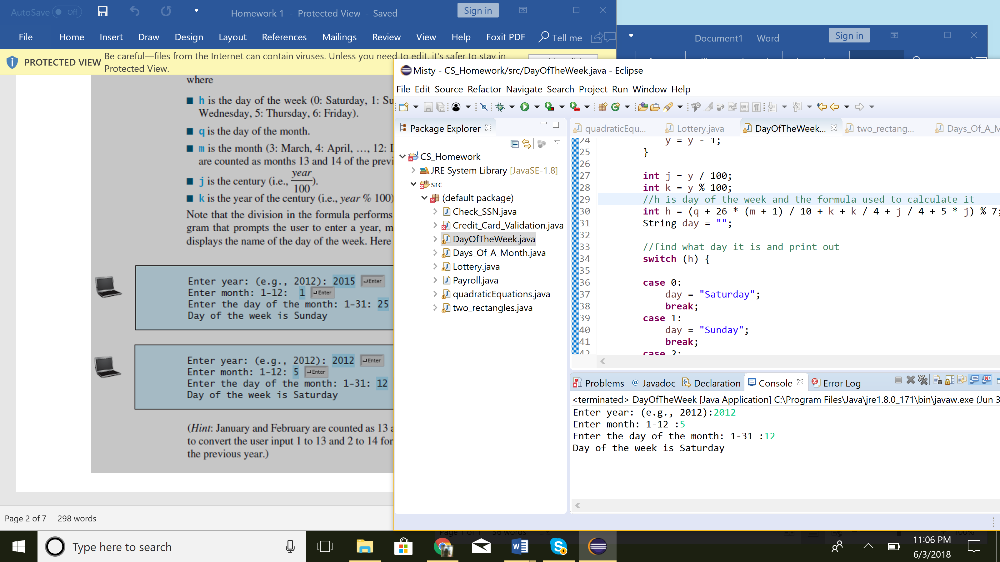 AutoSave Off Homework 1 - Protected View - Saved Sign in
File Home Insert Draw Design Layout References Mailings Review View Help Foxit PDF Tell me
PROTECTED VIEW Be careful—files from the Internet can contain viruses. Unless you need to edit, it's safer to stay in
Protected View.
where
h is the day of the week (0: Saturday, 1:
Wednesday, 5: Thursday, 6: Friday).
q is the day of the month.
m is the month (3: March, 4: April, ..., 12:
are counted as months 13 and 14 of the
j is the century (i.e., year/100).
k is the year of the century (i.e., year % 100)
Note that the division in the formula performs
gram that prompts the user to enter a year,
displays the name of the day of the week. Here
Enter year: (e.g., 2012): 2015 Enter
Enter month: 1-12: 1 Enter
Enter the day of the month: 1-31: 25
Day of the week is Sunday
Enter year: (e.g., 2012): 2012 Enter
Enter month: 1-12: 5 Enter
Enter the day of the month: 1-31: 12
Day of the week is Saturday
(Hint: January and February are counted as 13
to convert the user input 1 to 13 and 2 to 14 for
the previous year.)
Page 2 of 7 298 words
Document1 - Word Sign in
Misty - CS_Homework/src/DayOfTheWeek.java - Eclipse
File Edit Source Refactor Navigate Search Project Run Window Help
Package Explorer
CS_Homework
JRE System Library [JavaSE-1.8]
src
(default package)
Check_SSN.java
Credit_Card_Validation.java
DayOfTheWeek.java
Days_Of_A_Month.java
Lottery.java
Payroll.java
quadraticEquations.java
two_rectangles.java
quadraticEqu... Lottery.java DayOfTheWeek... two_rectang... Days_Of_A_M
24 y = y - 1;
25 }
26
27 int j = y / 100;
28 int k = y % 100;
29 //h is day of the week and the formula used to calculate it
30 int h = (q + 26 * (m + 1) / 10 + k + k / 4 + j / 4 + 5 * j) % 7;
31 String day = "";
32
33 //find what day it is and print out
34 switch (h) {
35
36 case 0:
37 day = "Saturday";
38 break;
39 case 1:
40 day = "Sunday";
41 break;
42 case 2:
Problems Javadoc Declaration Console Error Log
<terminated> DayOfTheWeek [Java Application] C:\Program Files\Java\jre1.8.0_171\bin\javaw.exe (Jun 3
Enter year: (e.g., 2012):2012
Enter month: 1-12 :5
Enter the day of the month: 1-31 :12
Day of the week is Saturday
Page 1 of 1 36 words 100%
Type here to search
11:06 PM
6/3/2018